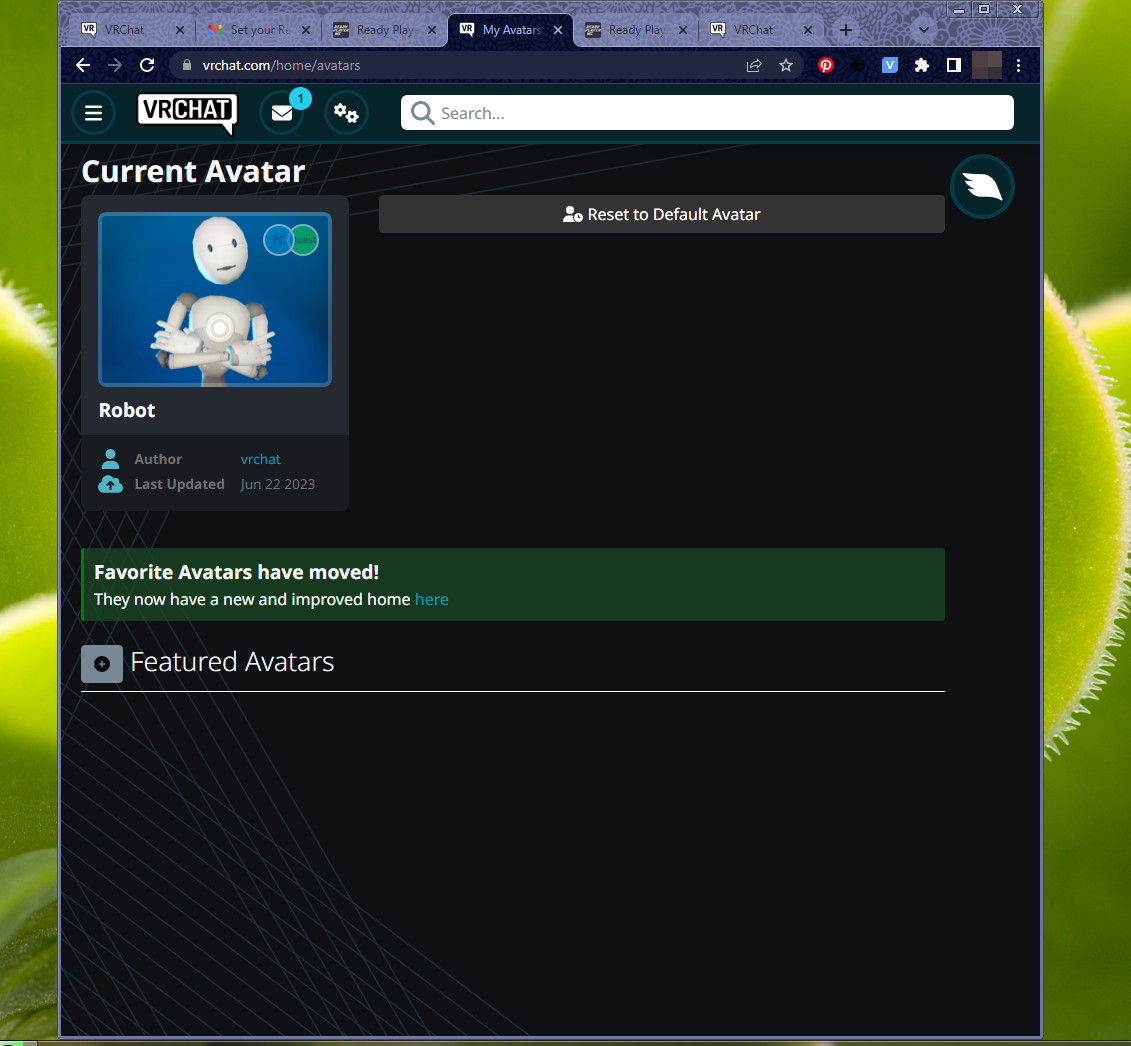 VRChat
Set your Re
Ready Play
My Avatars
Ready Play
VRChat
vrchat.com/home/avatars
V
VRCHAT
1
Search...
Current Avatar
Reset to Default Avatar
PC
uest
Robot
Author vrchat
Last Updated Jun 22 2023
Favorite Avatars have moved!
They now have a new and improved home here
Featured Avatars